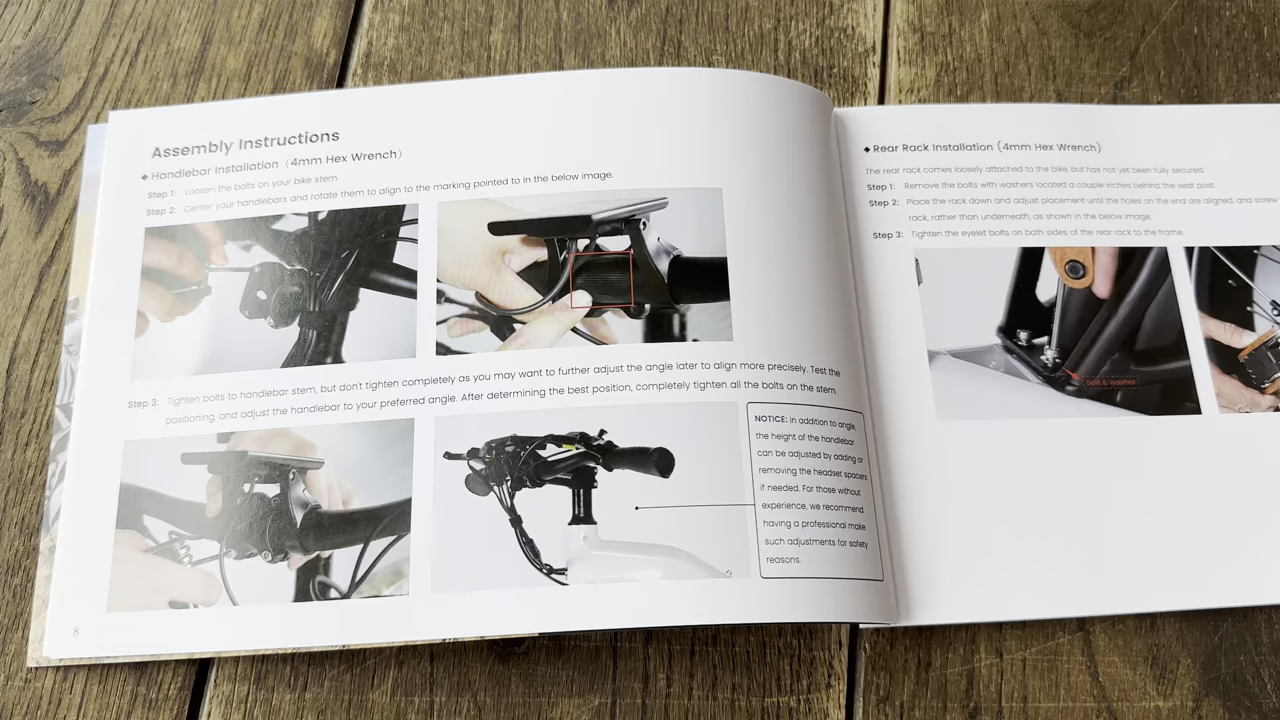 Assembly Instructions
◆ Handlebar Installation (4mm Hex Wrench)
Step 1: Loosen the bolts on your bike stem.
Step 2: Center your handlebars and rotate them to align to the marking pointed to in the below image.
Step 3: Tighten bolts to handlebar stem, but don't tighten completely as you may want to further adjust the angle later to align more precisely. Test the
positioning, and adjust the handlebar to your preferred angle. After determining the best position, completely tighten all the bolts on the stem.
NOTICE: In addition to angle,
the height of the handlebar
can be adjusted by adding or
removing the headset spacers
if needed. For those without
experience, we recommend
having a professional make
such adjustments for safety
reasons.
8
◆ Rear Rack Installation (4mm Hex Wrench)
The rear rack comes loosely attached to the bike, but has not yet been fully secured.
Step 1: Remove the bolts with washers located a couple inches behind the seat post.
Step 2: Place the rack down and adjust placement until the holes on the end are aligned, and screw
rack, rather than underneath, as shown in the below image.
Step 3: Tighten the eyelet bolts on both sides of the rear rack to the frame.
Bolt & washer